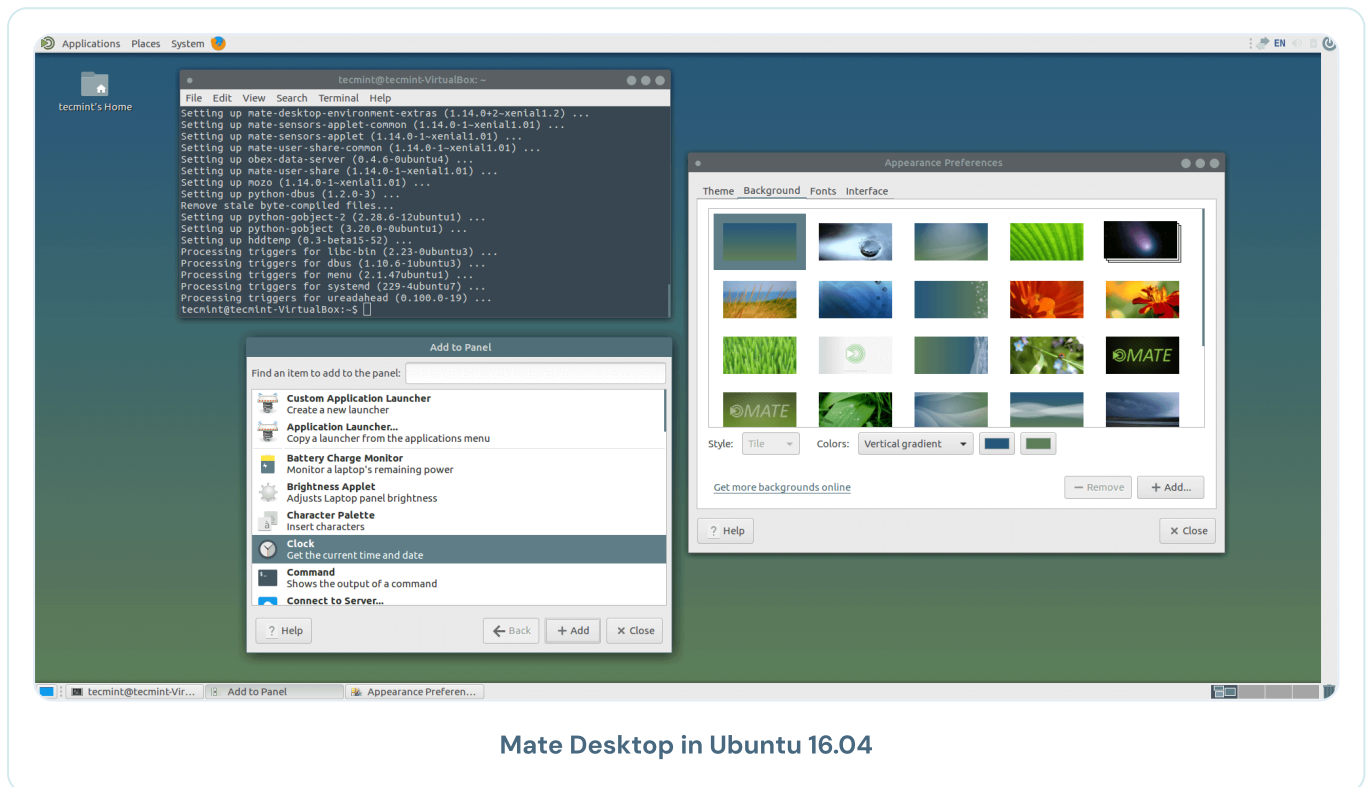 Applications Places System
EN
tecmint's Home
tecmint@tecmint-VirtualBox: ~
File Edit View Search Terminal Help
Setting up mate-desktop-environment-extras (1.14.0+2~xenial1.2) ...
Setting up mate-sensors-applet-common (1.14.0-1~xenial1.01) ...
Setting up mate-sensors-applet (1.14.0-1~xenial1.01) ...
Setting up mate-user-share-common (1.14.0-1~xenial1.01) ...
Setting up obex-data-server (0.4.6-0ubuntu4) ...
Setting up mate-user-share (1.14.0-1~xenial1.01) ...
Setting up mozo (1.14.0-1~xenial1.01) ...
Setting up python-dbus (1.2.0-3) ...
Remove stale byte-compiled files...
Setting up python-gobject-2 (2.28.6-12ubuntu1) ...
Setting up python-gobject (3.20.0-0ubuntu1) ...
Setting up hddtemp (0.3-beta15-52) ...
Processing triggers for libc-bin (2.23-0ubuntu3) ...
Processing triggers for dbus (1.10.6-1ubuntu3) ...
Processing triggers for menu (2.1.47ubuntu1) ...
Processing triggers for systemd (229-4ubuntu7) ...
Processing triggers for ureadahead (0.100.0-19) ...
tecmint@tecmint-VirtualBox:~$
Add to Panel
Find an item to add to the panel:
Custom Application Launcher
Create a new launcher
Application Launcher...
Copy a launcher from the applications menu
Battery Charge Monitor
Monitor a laptop's remaining power
Brightness Applet
Adjusts Laptop panel brightness
Character Palette
Insert characters
Clock
Get the current time and date
Command
Shows the output of a command
Connect to Server...
Help Back Add Close
Appearance Preferences
Theme Background Fonts Interface
MATE
MATE
Style: Tile Colors: Vertical gradient
Get more backgrounds online
Remove Add...
Help Close
tecmint@tecmint-Vir... Add to Panel Appearance Preferen...
Mate Desktop in Ubuntu 16.04